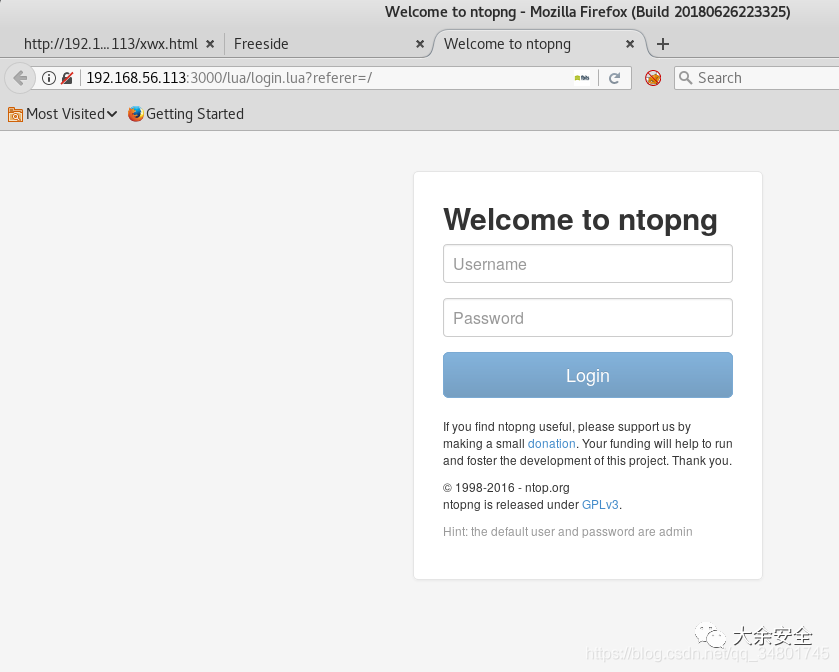 Welcome to ntopng - Mozilla Firefox (Build 20180626223325)
http://192.1...113/xwx.html × Freeside × Welcome to ntopng ×
192.168.56.113:3000/lua/login.lua?referer=/ Search
Most Visited Getting Started
Welcome to ntopng
Username
Password
Login
If you find ntopng useful, please support us by
making a small donation. Your funding will help to run
and foster the development of this project. Thank you.
© 1998-2016 - ntop.org
ntopng is released under GPLv3.
Hint: the default user and password are admin
大余安全
https://blog.csdn.net/qq_34801745